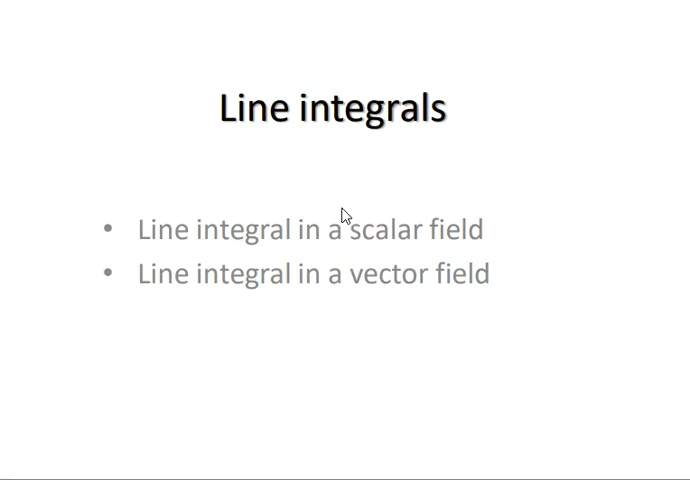 Line integrals
• Line integral in a scalar field
• Line integral in a vector field